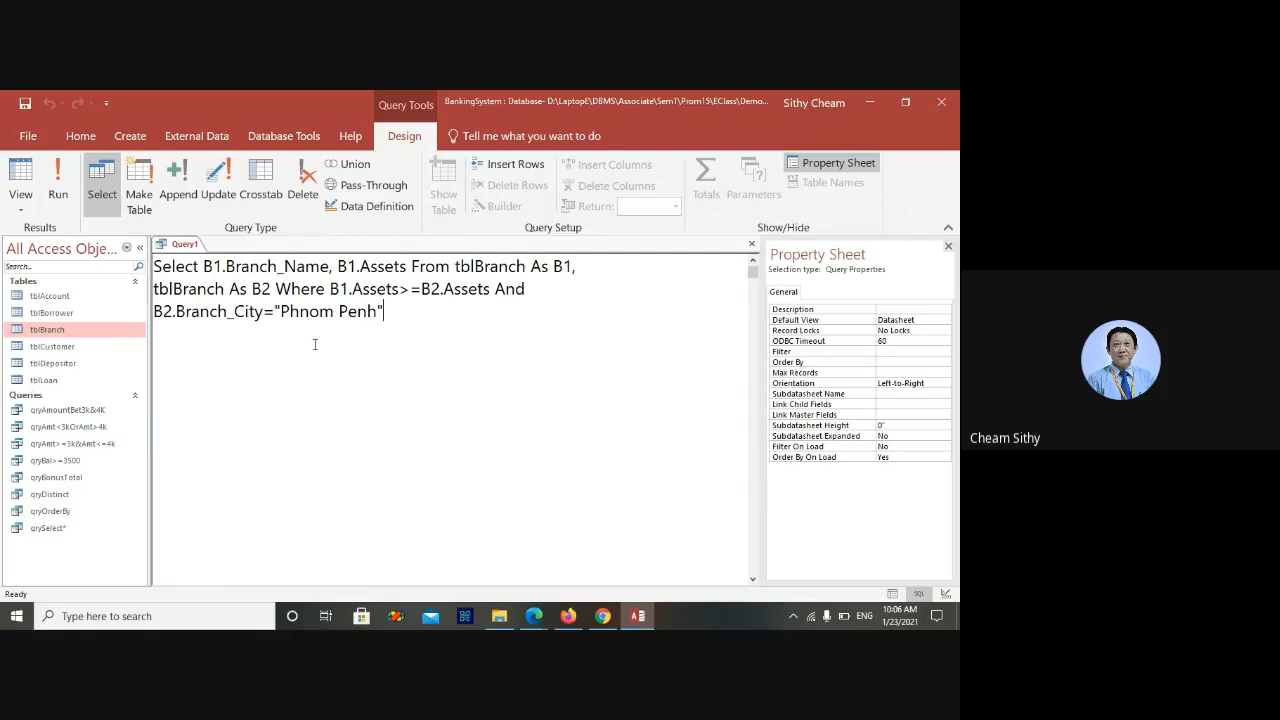 Query Tools
BankingSystem : Database- D:\LaptopE\DBMS\Associate\Sem1\Prom15\EClass\Demo...
Sithy Cheam
File
Home
Create
External Data
Database Tools
Help
Design
Tell me what you want to do
View
Run
Select
Make Table
Append
Update
Crosstab
Delete
Union
Pass-Through
Data Definition
Show Table
Insert Rows
Delete Rows
Builder
Insert Columns
Delete Columns
Return:
Totals
Parameters
Property Sheet
Table Names
Results
Query Type
Query Setup
Show/Hide
All Access Obje...
Search...
Tables
tblAccount
tblBorrower
tblBranch
tblCustomer
tblDepositor
tblLoan
Queries
qryAmountBet3k&4K
qryAmt<3kOrAmt>4k
qryAmt>=3k&Amt<=4k
qryBal>=3500
qryBonusTotal
qryDistinct
qryOrderBy
qrySelect*
Query1
Select B1.Branch_Name, B1.Assets From tblBranch As B1,
tblBranch As B2 Where B1.Assets>=B2.Assets And
B2.Branch_City="Phnom Penh"
Property Sheet
Selection type: Query Properties
General
Description
Default View Datasheet
Record Locks No Locks
ODBC Timeout 60
Filter
Order By
Max Records
Orientation Left-to-Right
Subdatasheet Name
Link Child Fields
Link Master Fields
Subdatasheet Height 0"
Subdatasheet Expanded No
Filter On Load No
Order By On Load Yes
Ready
SQL
Type here to search
ENG
10:06 AM
1/23/2021
Cheam Sithy